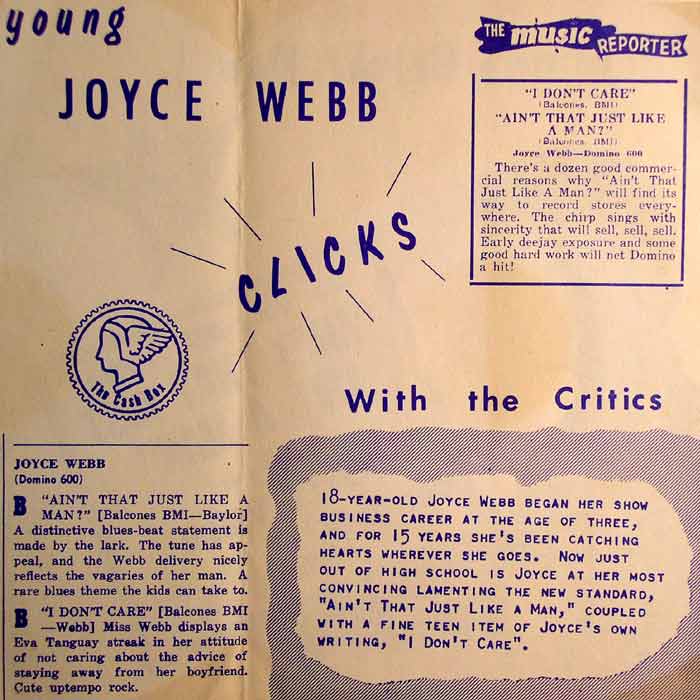 young
JOYCE WEBB
CLICKS
With the Critics
THE music REPORTER
"I DON'T CARE"
(Balcones, BMI)
"AIN'T THAT JUST LIKE
A MAN?"
(Balcones, BMI)
Joyce Webb—Domino 600
There's a dozen good commer-
cial reasons why "Ain't That
Just Like A Man?" will find its
way to record stores every-
where. The chirp sings with
sincerity that will sell, sell, sell.
Early deejay exposure and some
good hard work will net Domino
a hit!
The Cash Box
JOYCE WEBB
(Domino 600)
B "AIN'T THAT JUST LIKE A
MAN?" [Balcones BMI—Baylor]
A distinctive blues-beat statement is
made by the lark. The tune has ap-
peal, and the Webb delivery nicely
reflects the vagaries of her man. A
rare blues theme the kids can take to.
B "I DON'T CARE" [Balcones BMI
—Webb] Miss Webb displays an
Eva Tanguay streak in her attitude
of not caring about the advice of
staying away from her boyfriend.
Cute uptempo rock.
18-YEAR-OLD JOYCE WEBB BEGAN HER SHOW
BUSINESS CAREER AT THE AGE OF THREE,
AND FOR 15 YEARS SHE'S BEEN CATCHING
HEARTS WHEREVER SHE GOES. NOW JUST
OUT OF HIGH SCHOOL IS JOYCE AT HER MOST
CONVINCING LAMENTING THE NEW STANDARD,
"AIN'T THAT JUST LIKE A MAN," COUPLED
WITH A FINE TEEN ITEM OF JOYCE'S OWN
WRITING, "I DON'T CARE".